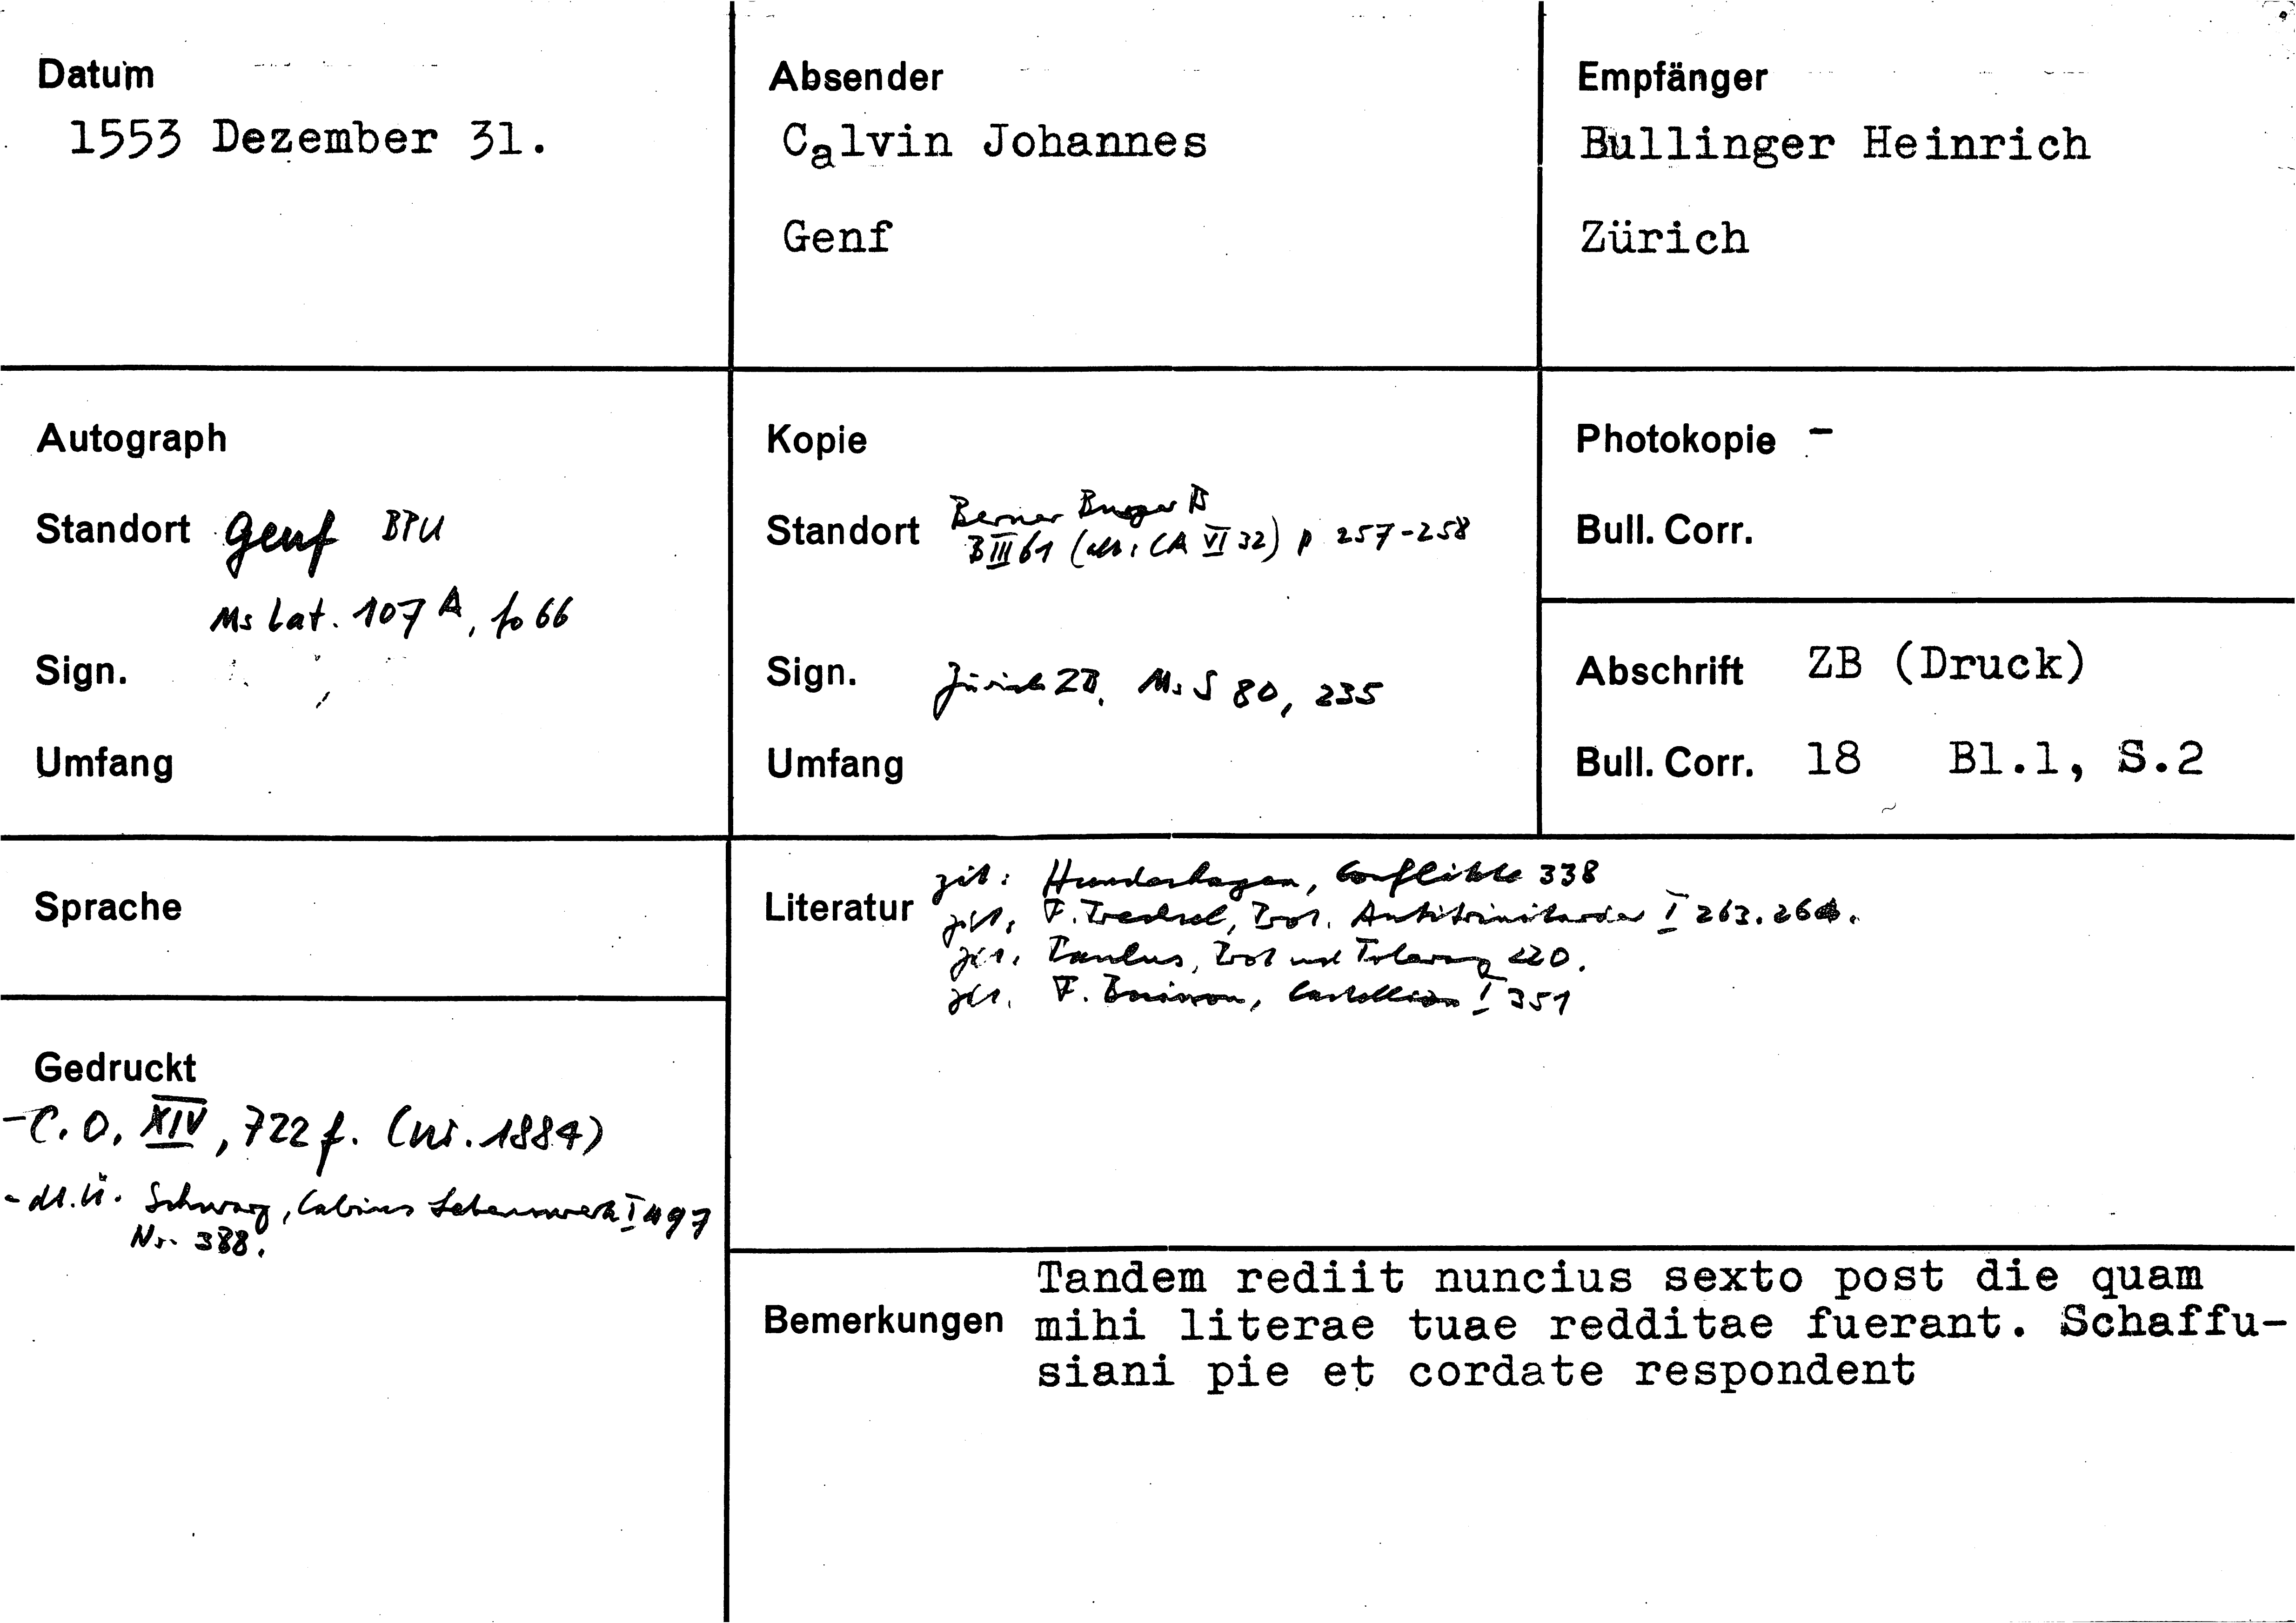 Datum
1553 Dezember 31.
Absender
Calvin Johannes
Genf
Empfänger
Bullinger Heinrich
Zürich
Autograph
Standort Genf BPU
Ms Lat. 107 A, fo 66
Sign.
Umfang
Kopie
Standort Berner Burger B
B III 61 (alt: CA VI 32) p 257-258
Sign. Zürich ZB, Ms S 80, 235
Umfang
Photokopie -
Bull. Corr.
Abschrift ZB (Druck)
Bull. Corr. 18 Bl.1, S.2
Sprache
Gedruckt
- C. O. XIV, 722 f. (Nr. 1884)
- dt. Ü. Schwarz, Calvins Lebenswerk I 497
Nr. 388.
Literatur zit: Hundeshagen, Conflikte 338
zit. F. Trechsel, Prot. Antitrinitarier I 263. 264.
zit. Paulus, Prot und Toleranz 220.
zit. F. Buisson, Castellion I 351
Bemerkungen
Tandem rediit nuncius sexto post die quam
mihi literae tuae redditae fuerant. Schaffu-
siani pie et cordate respondent